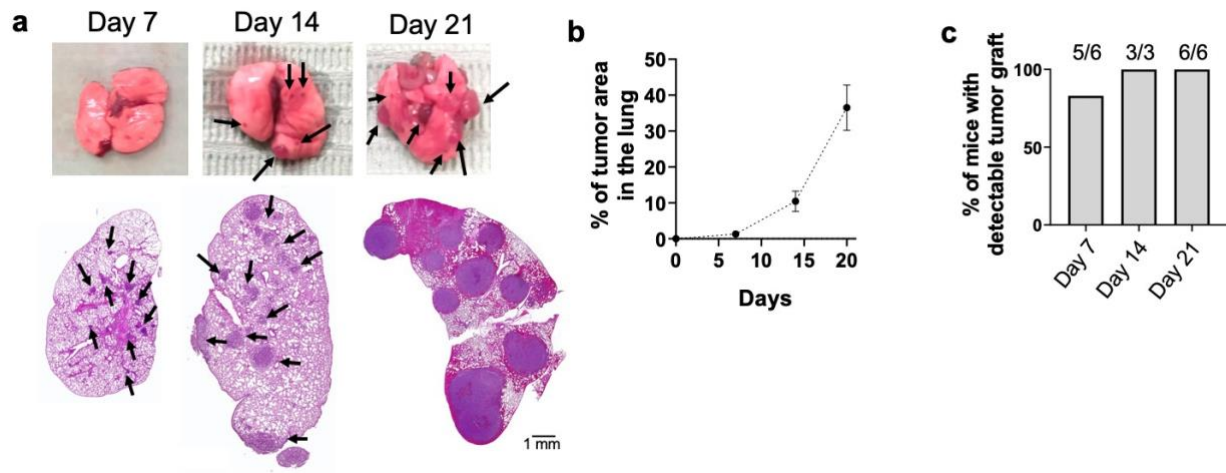 a
Day 7
Day 14
Day 21
1 mm
b
% of tumor area
in the lung
50
40
30
20
10
0
0
5
10
15
20
Days
c
% of mice with
detectable tumor graft
5/6
3/3
6/6
100
50
0
Day 7
Day 14
Day 21